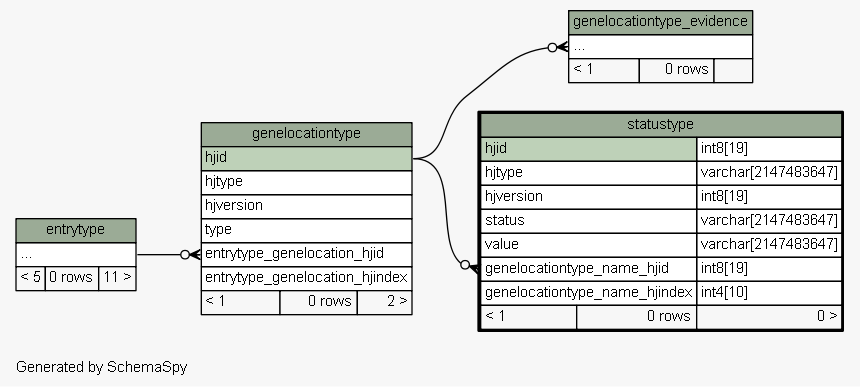 genelocationtype_evidence
...
< 1 0 rows
genelocationtype
hjid
hjtype
hjversion
type
entrytype_genelocation_hjid
entrytype_genelocation_hjindex
< 1 0 rows 2 >
statustype
hjid int8[19]
hjtype varchar[2147483647]
hjversion int8[19]
status varchar[2147483647]
value varchar[2147483647]
genelocationtype_name_hjid int8[19]
genelocationtype_name_hjindex int4[10]
< 1 0 rows 0 >
entrytype
...
< 5 0 rows 11 >
Generated by SchemaSpy